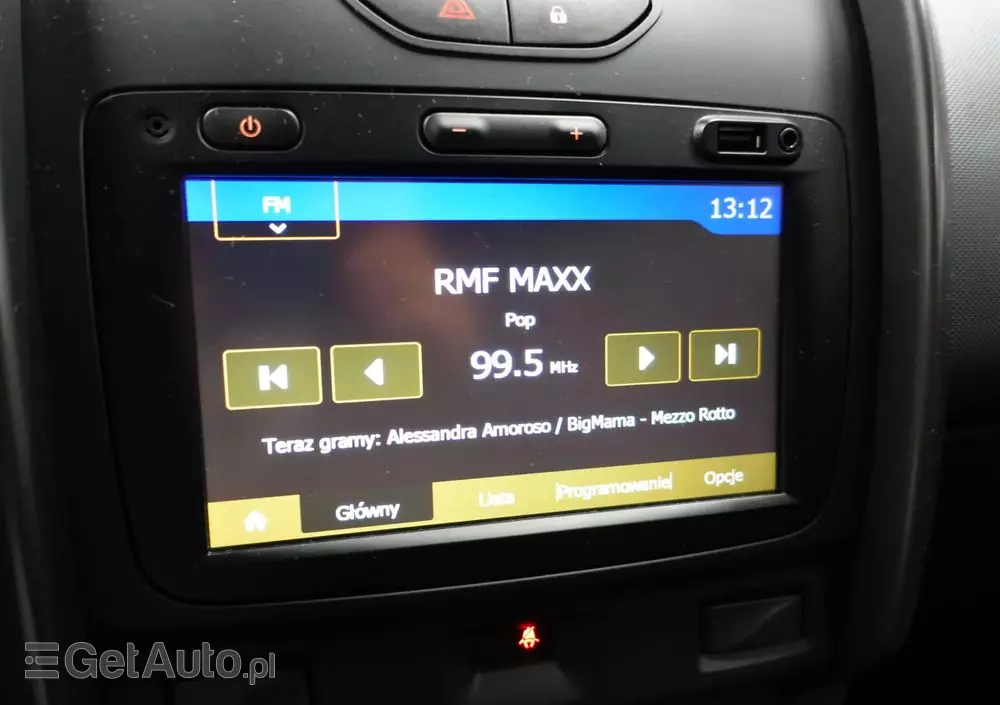 FM
13:12
RMF MAXX
Pop
99.5 MHz
Teraz gramy: Alessandra Amoroso / BigMama - Mezzo Rotto
Główny Lista Programowanie Opcje
GetAuto.pl